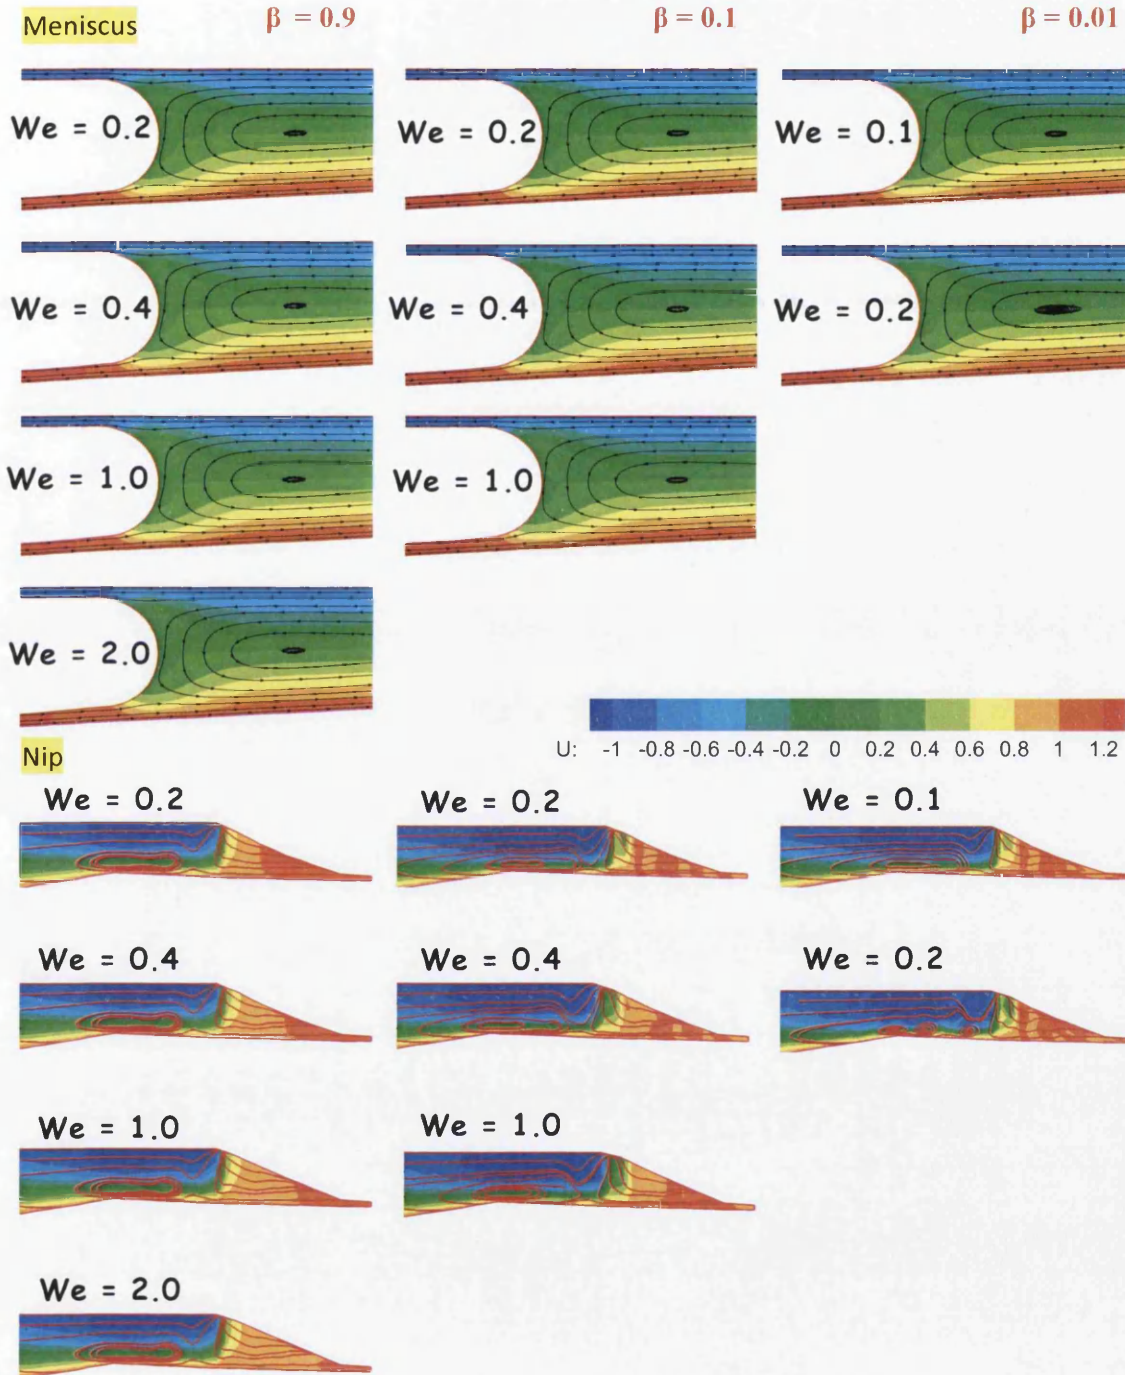 Meniscus
β = 0.9
β = 0.1
β = 0.01
We = 0.2
We = 0.2
We = 0.1
We = 0.4
We = 0.4
We = 0.2
We = 1.0
We = 1.0
We = 2.0
U: -1 -0.8 -0.6 -0.4 -0.2 0 0.2 0.4 0.6 0.8 1 1.2
Nip
We = 0.2
We = 0.2
We = 0.1
We = 0.4
We = 0.4
We = 0.2
We = 1.0
We = 1.0
We = 2.0